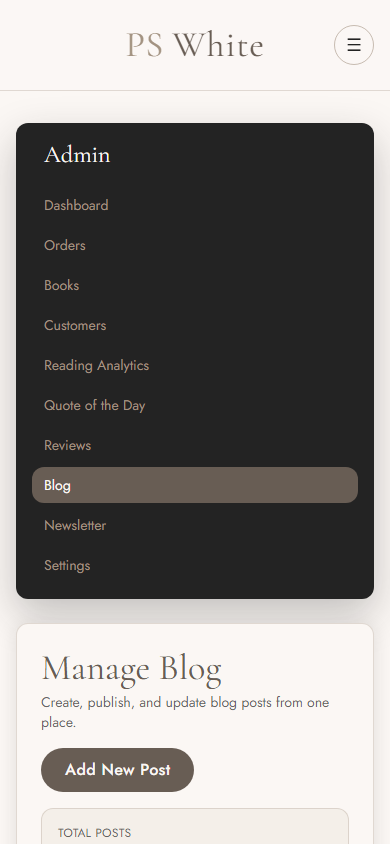 PS White
Admin
Dashboard
Orders
Books
Customers
Reading Analytics
Quote of the Day
Reviews
Blog
Newsletter
Settings
Manage Blog
Create, publish, and update blog posts from one
place.
Add New Post
TOTAL POSTS